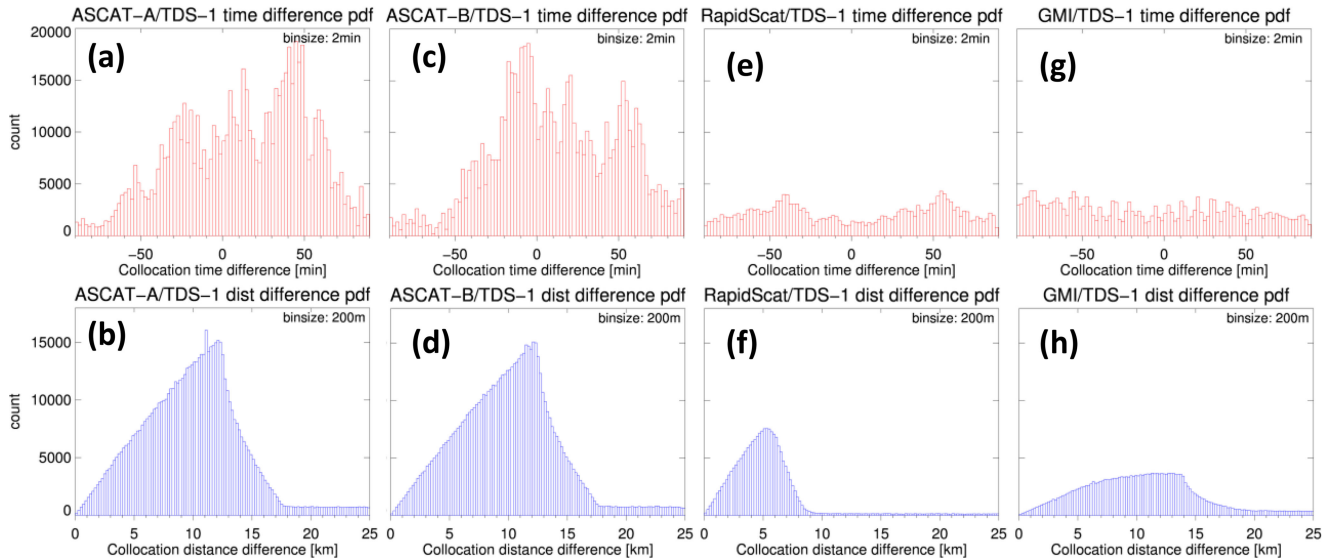 ASCAT-A/TDS-1 time difference pdf
binsize: 2min
(a)
20000
15000
10000
5000
0
count
−50 0 50
Collocation time difference [min]
ASCAT-B/TDS-1 time difference pdf
binsize: 2min
(c)
−50 0 50
Collocation time difference [min]
RapidScat/TDS-1 time difference pdf
binsize: 2min
(e)
−50 0 50
Collocation time difference [min]
GMI/TDS-1 time difference pdf
binsize: 2min
(g)
−50 0 50
Collocation time difference [min]
ASCAT-A/TDS-1 dist difference pdf
binsize: 200m
(b)
15000
10000
5000
0
count
0 5 10 15 20 25
Collocation distance difference [km]
ASCAT-B/TDS-1 dist difference pdf
binsize: 200m
(d)
0 5 10 15 20 25
Collocation distance difference [km]
RapidScat/TDS-1 dist difference pdf
binsize: 200m
(f)
0 5 10 15 20 25
Collocation distance difference [km]
GMI/TDS-1 dist difference pdf
binsize: 200m
(h)
0 5 10 15 20 25
Collocation distance difference [km]